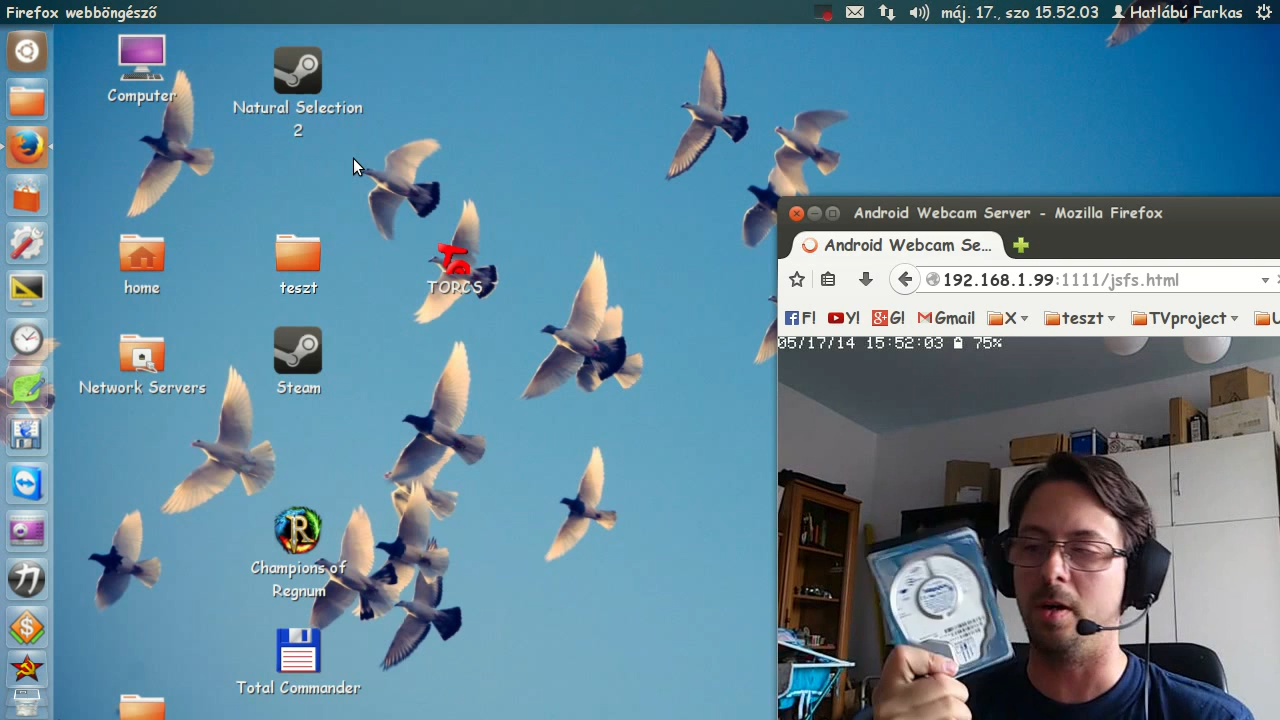 Firefox webböngésző
máj. 17., szo 15.52.03
Hatlábú Farkas
Computer
Natural Selection
2
home
teszt
TORCS
Network Servers
Steam
Champions of
Regnum
Total Commander
Android Webcam Server - Mozilla Firefox
Android Webcam Se...
192.168.1.99:1111/jsfs.html
F!
Y!
G!
Gmail
X
teszt
TVproject
05/17/14 15:52:03 75%